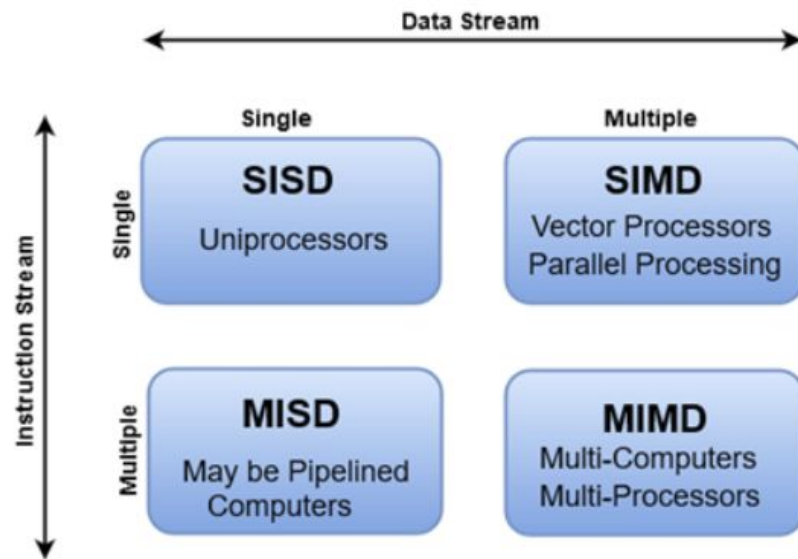 Data Stream
Single
Multiple
Instruction Stream
Single
SISD
Uniprocessors
SIMD
Vector Processors
Parallel Processing
Multiple
MISD
May be Pipelined
Computers
MIMD
Multi-Computers
Multi-Processors